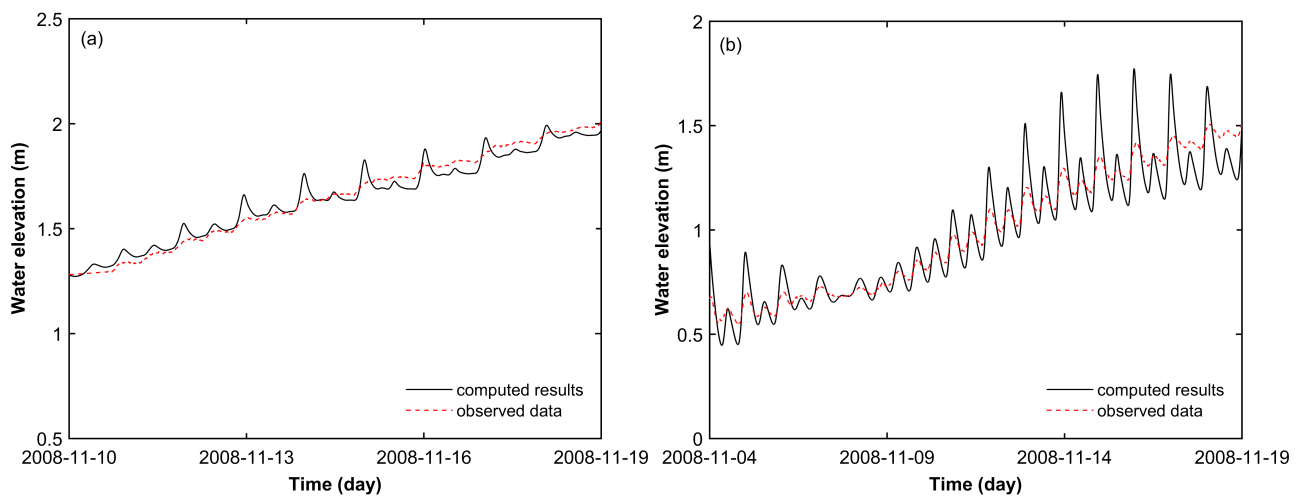 (a)
Water elevation (m)
2.5
2
1.5
1
0.5
computed results
observed data
2008-11-10 2008-11-13 2008-11-16 2008-11-19
Time (day)
(b)
Water elevation (m)
2
1.5
1
0.5
0
computed results
observed data
2008-11-04 2008-11-09 2008-11-14 2008-11-19
Time (day)